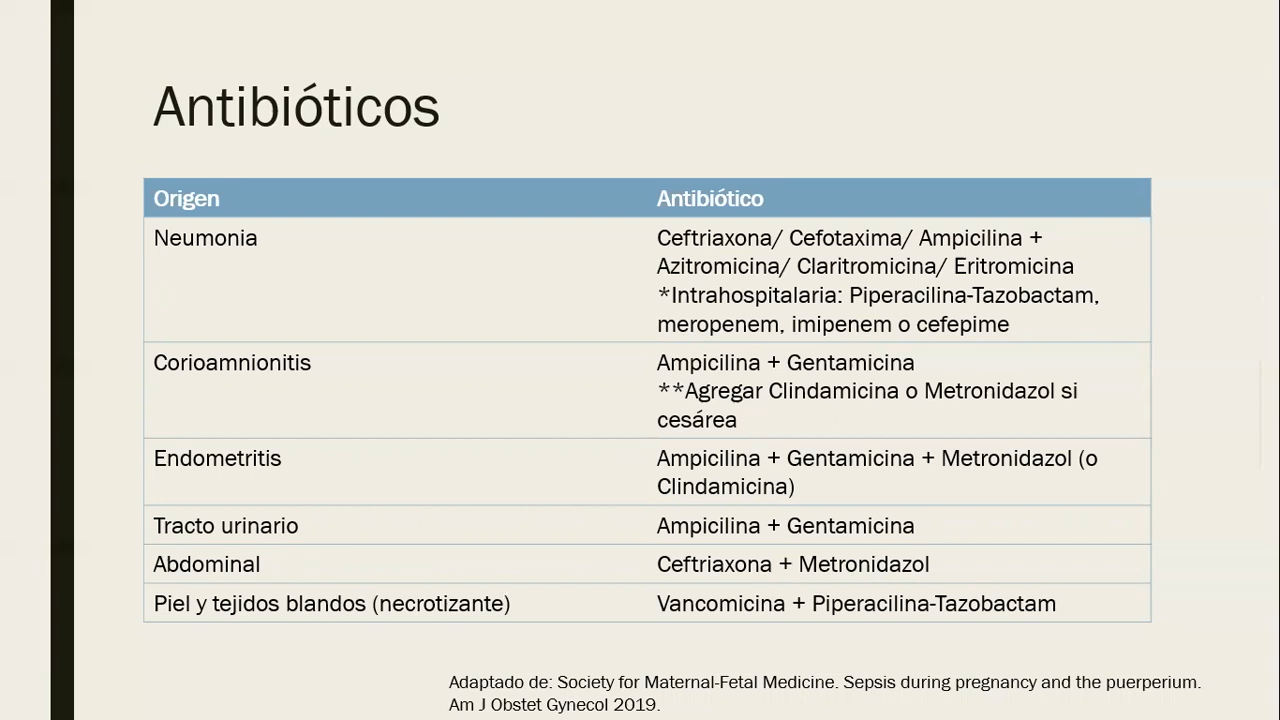 Antibióticos
Origen
Antibiótico
Neumonia
Ceftriaxona/ Cefotaxima/ Ampicilina +
Azitromicina/ Claritromicina/ Eritromicina
*Intrahospitalaria: Piperacilina-Tazobactam,
meropenem, imipenem o cefepime
Corioamnionitis
Ampicilina + Gentamicina
**Agregar Clindamicina o Metronidazol si
cesárea
Endometritis
Ampicilina + Gentamicina + Metronidazol (o
Clindamicina)
Tracto urinario
Ampicilina + Gentamicina
Abdominal
Ceftriaxona + Metronidazol
Piel y tejidos blandos (necrotizante)
Vancomicina + Piperacilina-Tazobactam
Adaptado de: Society for Maternal-Fetal Medicine. Sepsis during pregnancy and the puerperium.
Am J Obstet Gynecol 2019.